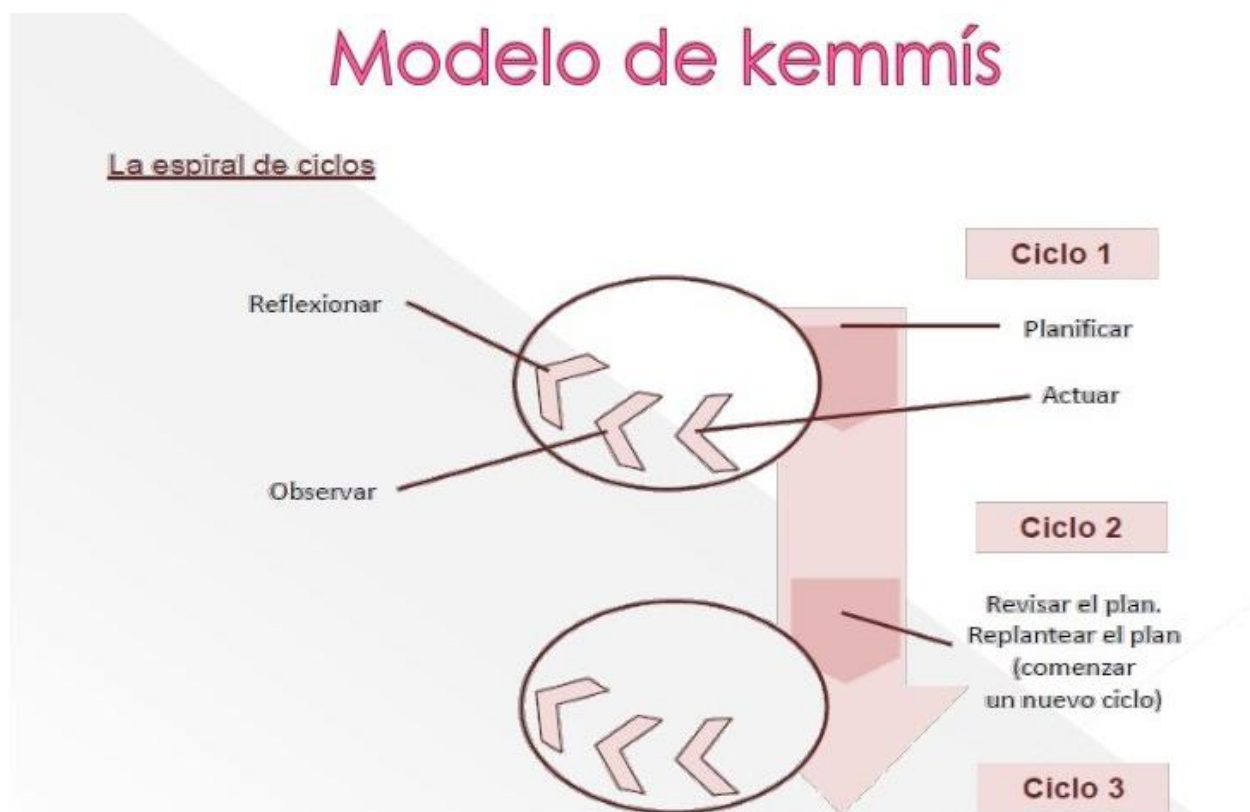 Modelo de kemmís
La espiral de ciclos
Ciclo 1
Reflexionar
Planificar
Actuar
Observar
Ciclo 2
Revisar el plan.
Replantear el plan
(comenzar
un nuevo ciclo)
Ciclo 3